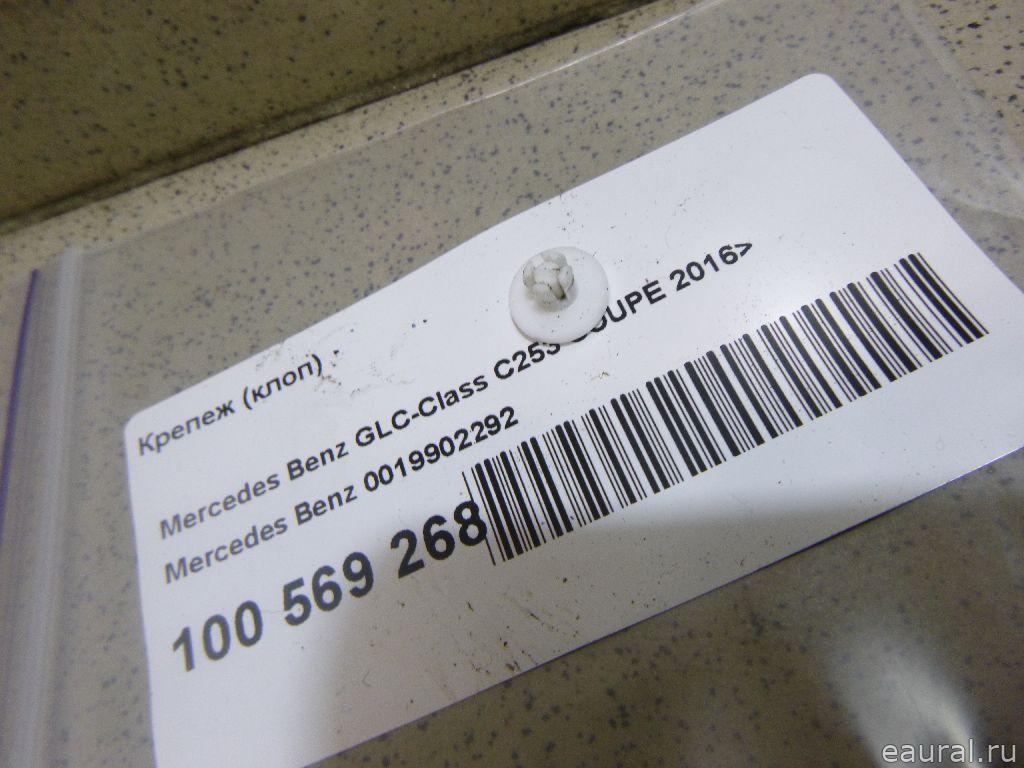 Крепеж (клоп)
Mercedes Benz GLC-Class C253 COUPE 2016>
Mercedes Benz 0019902292
100 569 268
eaural.ru